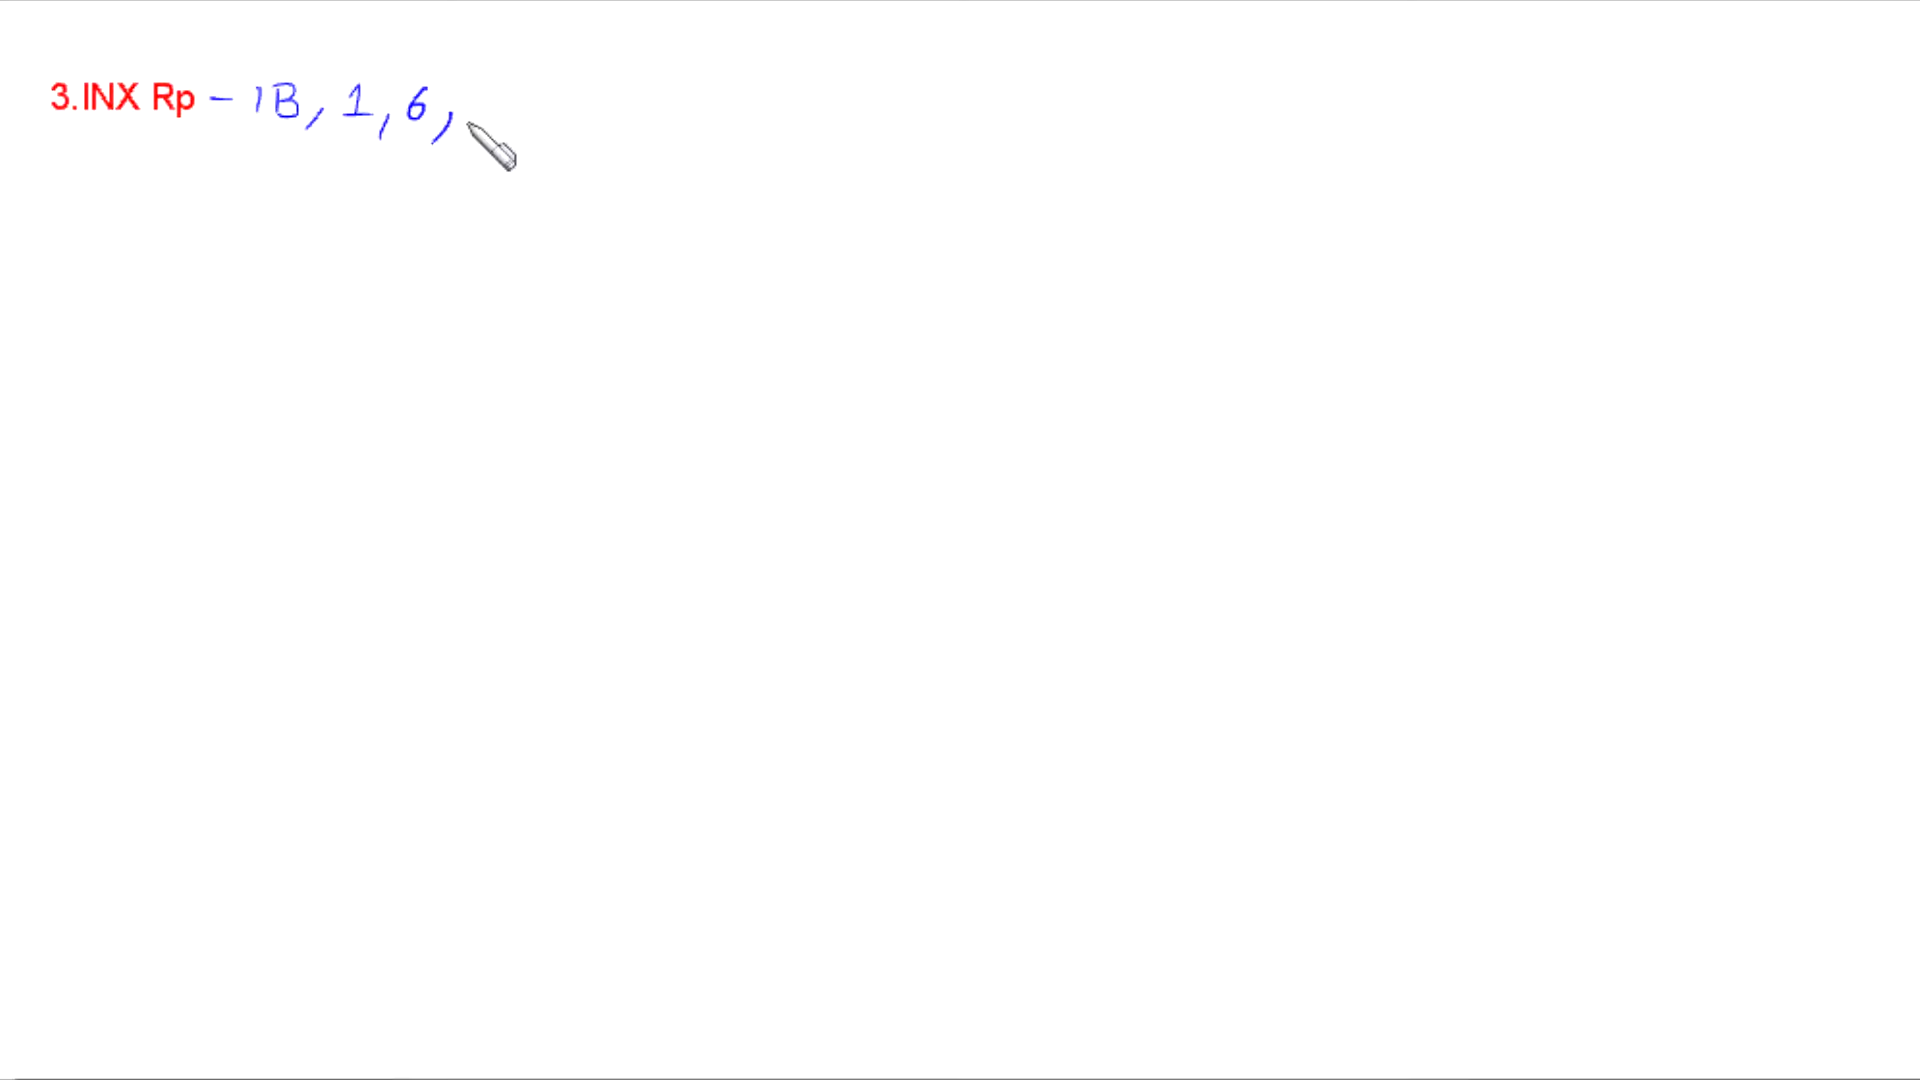 3.INX Rp - 1B, 1, 6,